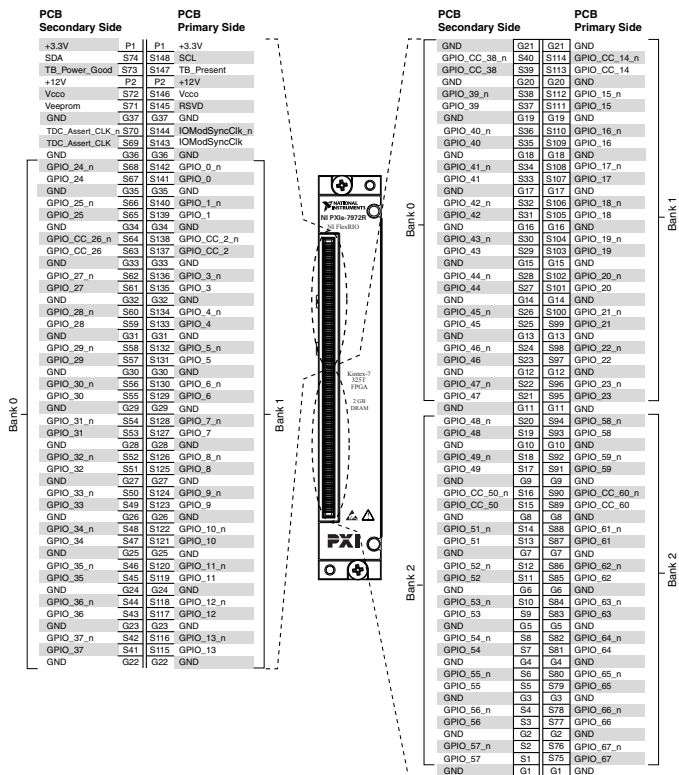 PCB Secondary Side PCB Primary Side
+3.3V P1 P1 +3.3V
SDA S74 S148 SCL
TB_Power_Good S73 S147 TB_Present
+12V P2 P2 +12V
Vcco S72 S146 Vcco
Veeprom S71 S145 RSVD
GND G37 G37 GND
TDC_Assert_CLK_n S70 S144 IOModSyncClk_n
TDC_Assert_CLK S69 S143 IOModSyncClk
GND G36 G36 GND
GPIO_24_n S68 S142 GPIO_0_n
GPIO_24 S67 S141 GPIO_0
GND G35 G35 GND
GPIO_25_n S66 S140 GPIO_1_n
GPIO_25 S65 S139 GPIO_1
GND G34 G34 GND
GPIO_CC_26_n S64 S138 GPIO_CC_2_n
GPIO_CC_26 S63 S137 GPIO_CC_2
GND G33 G33 GND
GPIO_27_n S62 S136 GPIO_3_n
GPIO_27 S61 S135 GPIO_3
GND G32 G32 GND
GPIO_28_n S60 S134 GPIO_4_n
GPIO_28 S59 S133 GPIO_4
GND G31 G31 GND
GPIO_29_n S58 S132 GPIO_5_n
GPIO_29 S57 S131 GPIO_5
GND G30 G30 GND
GPIO_30_n S56 S130 GPIO_6_n
GPIO_30 S55 S129 GPIO_6
GND G29 G29 GND
GPIO_31_n S54 S128 GPIO_7_n
GPIO_31 S53 S127 GPIO_7
GND G28 G28 GND
GPIO_32_n S52 S126 GPIO_8_n
GPIO_32 S51 S125 GPIO_8
GND G27 G27 GND
GPIO_33_n S50 S124 GPIO_9_n
GPIO_33 S49 S123 GPIO_9
GND G26 G26 GND
GPIO_34_n S48 S122 GPIO_10_n
GPIO_34 S47 S121 GPIO_10
GND G25 G25 GND
GPIO_35_n S46 S120 GPIO_11_n
GPIO_35 S45 S119 GPIO_11
GND G24 G24 GND
GPIO_36_n S44 S118 GPIO_12_n
GPIO_36 S43 S117 GPIO_12
GND G23 G23 GND
GPIO_37_n S42 S116 GPIO_13_n
GPIO_37 S41 S115 GPIO_13
GND G22 G22 GND
Bank 0
Bank 1
NATIONAL
INSTRUMENTS
NI PXIe-7972R
NI FlexRIO
Kintex-7
325T
FPGA
2 GB
DRAM
PXI
PCB Secondary Side PCB Primary Side
GND G21 G21 GND
GPIO_CC_38_n S40 S114 GPIO_CC_14_n
GPIO_CC_38 S39 S113 GPIO_CC_14
GND G20 G20 GND
GPIO_39_n S38 S112 GPIO_15_n
GPIO_39 S37 S111 GPIO_15
GND G19 G19 GND
GPIO_40_n S36 S110 GPIO_16_n
GPIO_40 S35 S109 GPIO_16
GND G18 G18 GND
GPIO_41_n S34 S108 GPIO_17_n
GPIO_41 S33 S107 GPIO_17
GND G17 G17 GND
GPIO_42_n S32 S106 GPIO_18_n
GPIO_42 S31 S105 GPIO_18
GND G16 G16 GND
GPIO_43_n S30 S104 GPIO_19_n
GPIO_43 S29 S103 GPIO_19
GND G15 G15 GND
GPIO_44_n S28 S102 GPIO_20_n
GPIO_44 S27 S101 GPIO_20
GND G14 G14 GND
GPIO_45_n S26 S100 GPIO_21_n
GPIO_45 S25 S99 GPIO_21
GND G13 G13 GND
GPIO_46_n S24 S98 GPIO_22_n
GPIO_46 S23 S97 GPIO_22
GND G12 G12 GND
GPIO_47_n S22 S96 GPIO_23_n
GPIO_47 S21 S95 GPIO_23
GND G11 G11 GND
GPIO_48_n S20 S94 GPIO_58_n
GPIO_48 S19 S93 GPIO_58
GND G10 G10 GND
GPIO_49_n S18 S92 GPIO_59_n
GPIO_49 S17 S91 GPIO_59
GND G9 G9 GND
GPIO_CC_50_n S16 S90 GPIO_CC_60_n
GPIO_CC_50 S15 S89 GPIO_CC_60
GND G8 G8 GND
GPIO_51_n S14 S88 GPIO_61_n
GPIO_51 S13 S87 GPIO_61
GND G7 G7 GND
GPIO_52_n S12 S86 GPIO_62_n
GPIO_52 S11 S85 GPIO_62
GND G6 G6 GND
GPIO_53_n S10 S84 GPIO_63_n
GPIO_53 S9 S83 GPIO_63
GND G5 G5 GND
GPIO_54_n S8 S82 GPIO_64_n
GPIO_54 S7 S81 GPIO_64
GND G4 G4 GND
GPIO_55_n S6 S80 GPIO_65_n
GPIO_55 S5 S79 GPIO_65
GND G3 G3 GND
GPIO_56_n S4 S78 GPIO_66_n
GPIO_56 S3 S77 GPIO_66
GND G2 G2 GND
GPIO_57_n S2 S76 GPIO_67_n
GPIO_57 S1 S75 GPIO_67
GND G1 G1 GND
Bank 0
Bank 1
Bank 2
Bank 2